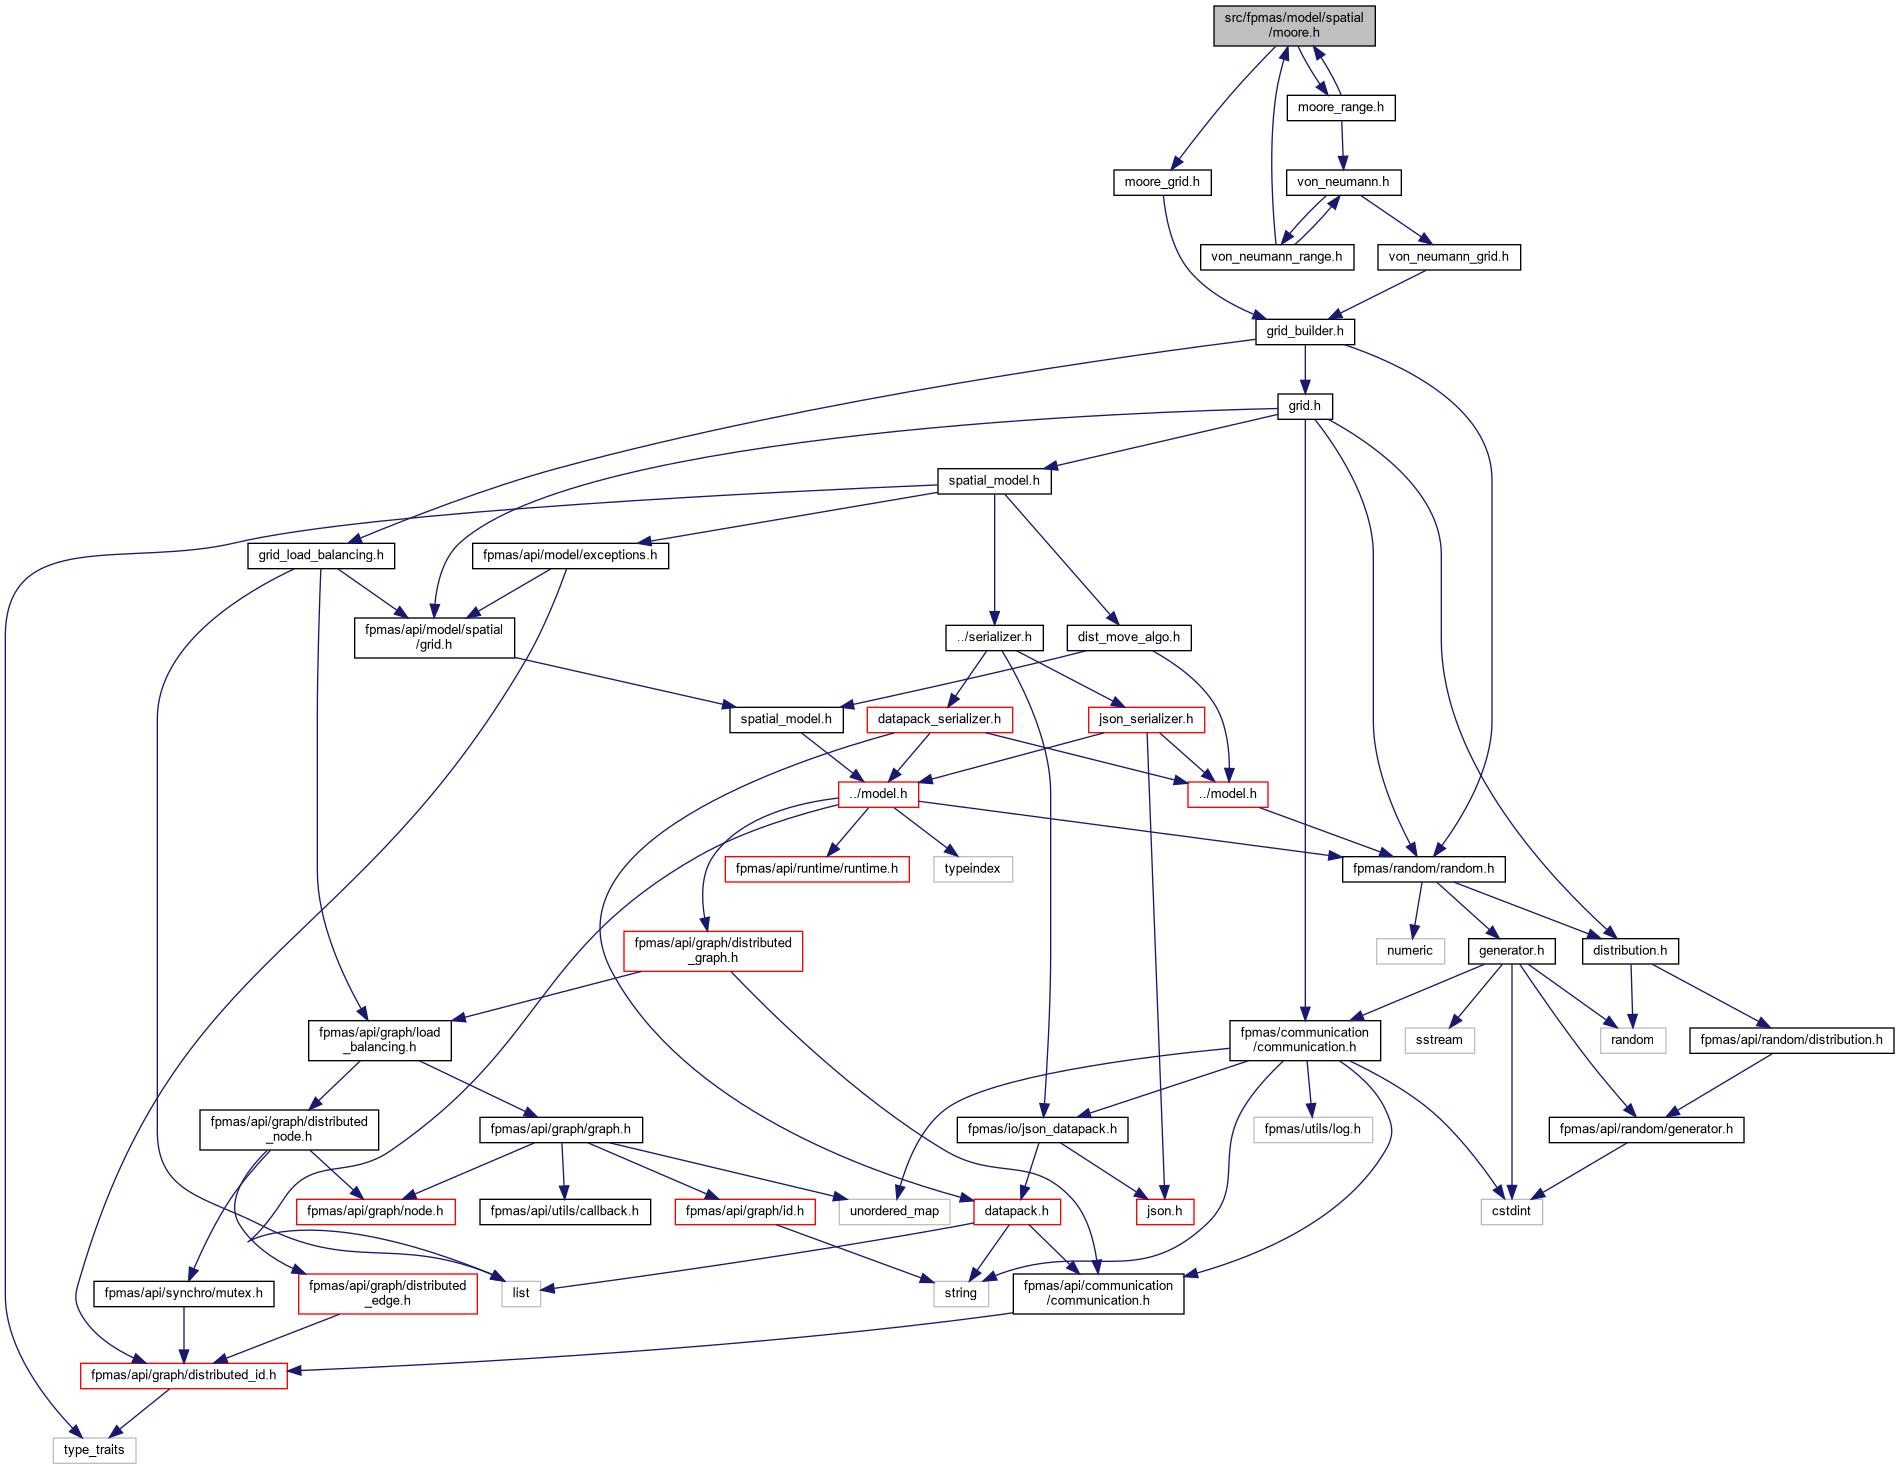 src/fpmas/model/spatial
/moore.h
moore_range.h
moore_grid.h
von_neumann.h
von_neumann_range.h
von_neumann_grid.h
grid_builder.h
grid.h
spatial_model.h
grid_load_balancing.h
fpmas/api/model/exceptions.h
fpmas/api/model/spatial
/grid.h
../serializer.h
dist_move_algo.h
spatial_model.h
datapack_serializer.h
json_serializer.h
../model.h
../model.h
fpmas/api/runtime/runtime.h
typeindex
fpmas/random/random.h
fpmas/api/graph/distributed
_graph.h
numeric
generator.h
distribution.h
fpmas/api/graph/load
_balancing.h
fpmas/communication
/communication.h
sstream
random
fpmas/api/random/distribution.h
fpmas/api/graph/distributed
_node.h
fpmas/api/graph/graph.h
fpmas/io/json_datapack.h
fpmas/utils/log.h
fpmas/api/random/generator.h
fpmas/api/graph/node.h
fpmas/api/utils/callback.h
fpmas/api/graph/id.h
unordered_map
datapack.h
json.h
cstdint
fpmas/api/synchro/mutex.h
fpmas/api/graph/distributed
_edge.h
list
string
fpmas/api/communication
/communication.h
fpmas/api/graph/distributed_id.h
type_traits